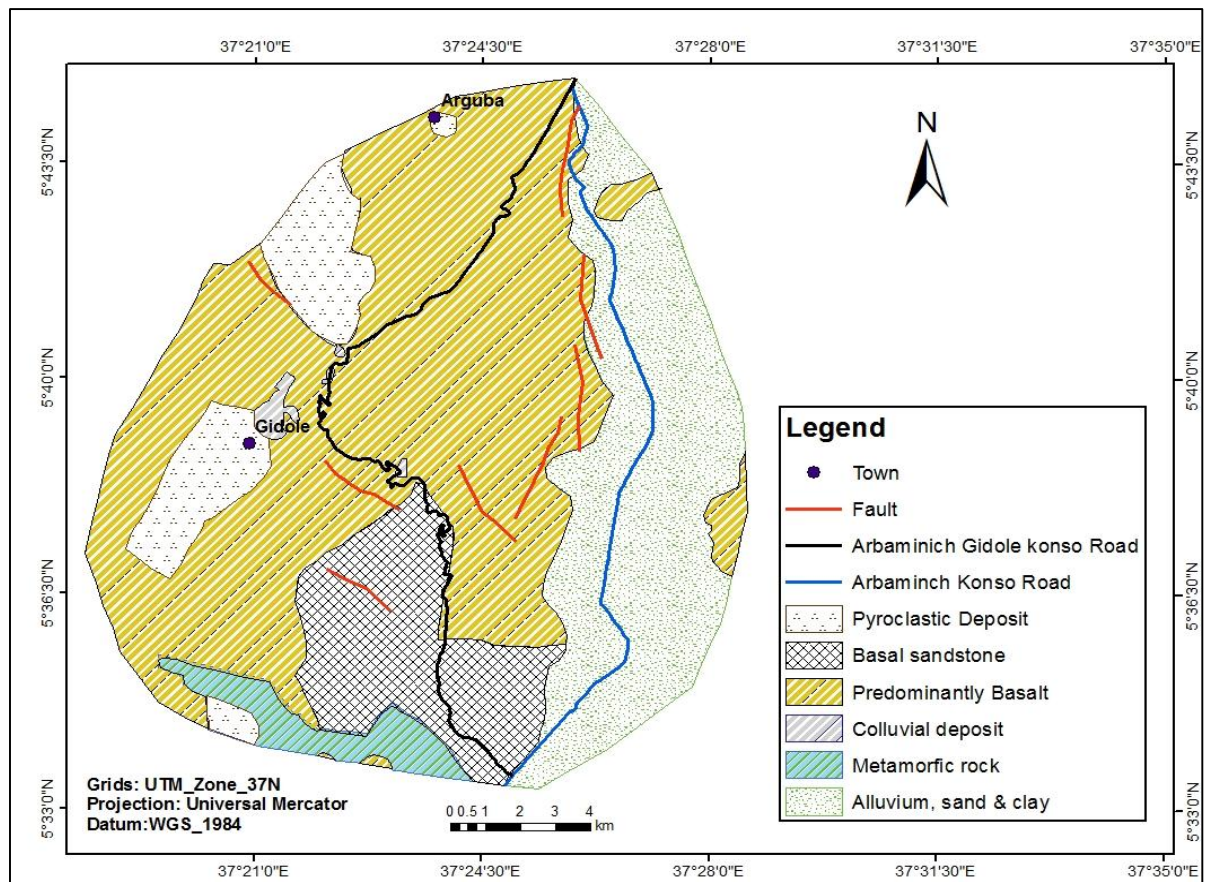 37°21'0"E 37°24'30"E 37°28'0"E 37°31'30"E 37°35'0"E
Arguba
N
5°43'30"N
5°43'30"N
5°40'0"N
5°40'0"N
Gidole
5°36'30"N
5°36'30"N
5°33'0"N
5°33'0"N
Legend
Town
Fault
Arbaminich Gidole konso Road
Arbaminch Konso Road
Pyroclastic Deposit
Basal sandstone
Predominantly Basalt
Colluvial deposit
Metamorfic rock
Alluvium, sand & clay
Grids: UTM_Zone_37N
Projection: Universal Mercator
Datum:WGS_1984
0 0.5 1 2 3 4
km
37°21'0"E 37°24'30"E 37°28'0"E 37°31'30"E 37°35'0"E